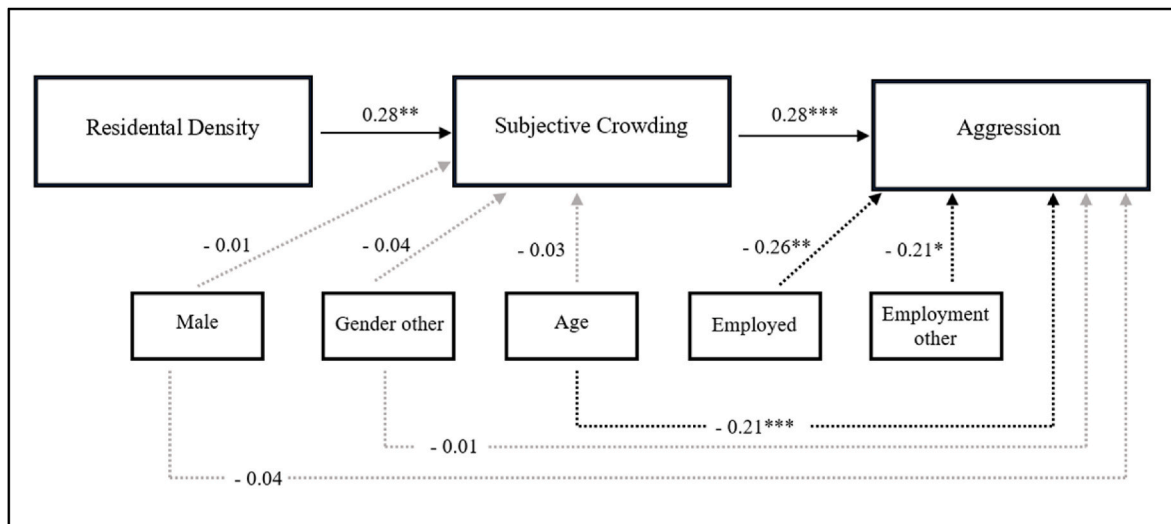 0.28**
0.28***
Residental Density
Subjective Crowding
Aggression
- 0.01
- 0.04
- 0.03
- 0.26**
- 0.21*
Male
Gender other
Age
Employed
Employment
other
- 0.21***
- 0.01
- 0.04